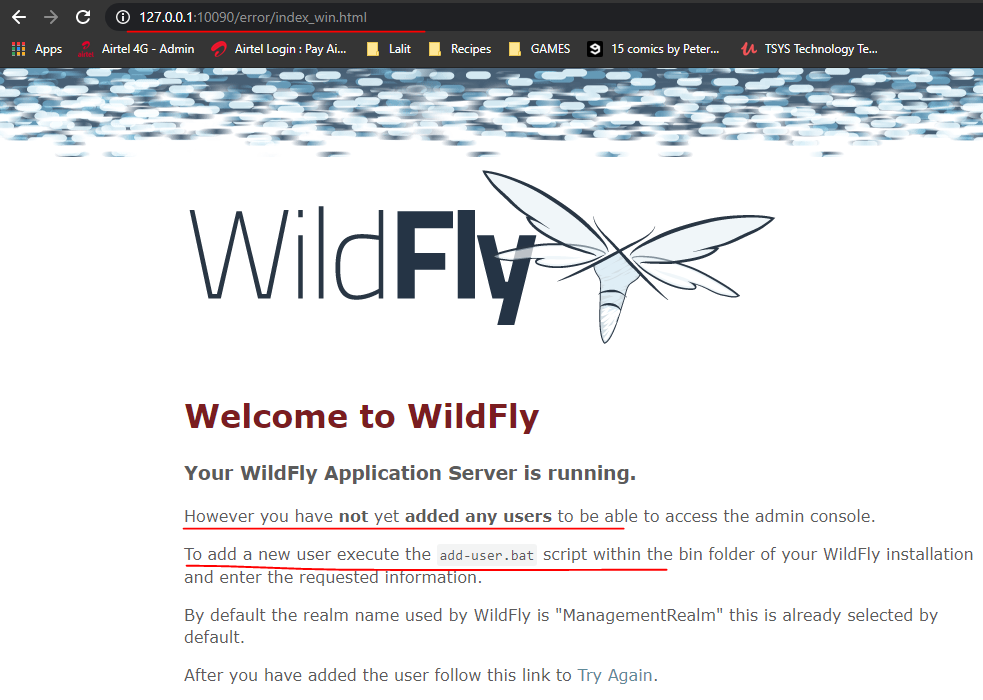 127.0.0.1:10090/error/index_win.html
Apps Airtel 4G - Admin Airtel Login : Pay Ai... Lalit Recipes GAMES 15 comics by Peter... TSYS Technology Te...
WildFly
Welcome to WildFly
Your WildFly Application Server is running.
However you have not yet added any users to be able to access the admin console.
To add a new user execute the add-user.bat script within the bin folder of your WildFly installation
and enter the requested information.
By default the realm name used by WildFly is "ManagementRealm" this is already selected by
default.
After you have added the user follow this link to Try Again.